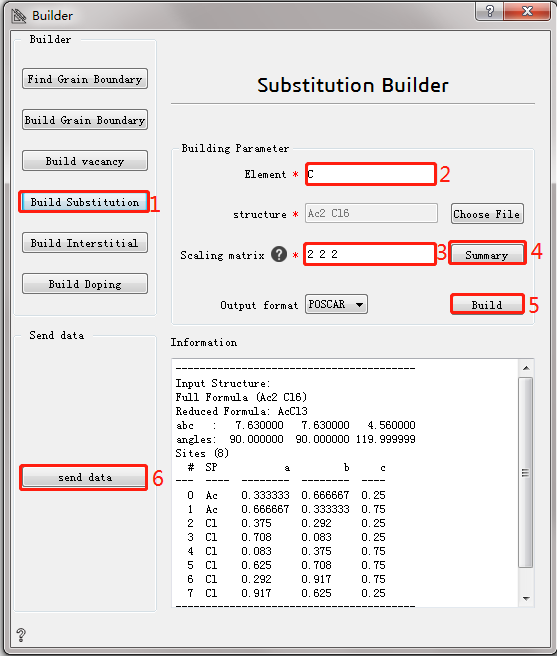 Builder
?
Builder
Find Grain Boundary
Build Grain Boundary
Build vacancy
Build Substitution 1
Build Interstitial
Build Doping
Send data
send data 6
Substitution Builder
Building Parameter
Element * C 2
structure * Ac2 Cl6 Choose File
Scaling matrix ? * 2 2 2 3 Summary 4
Output format POSCAR Build 5
Information
----------------------------------------
Input Structure:
Full Formula (Ac2 Cl6)
Reduced Formula: AcCl3
abc : 7.630000 7.630000 4.560000
angles: 90.000000 90.000000 119.999999
Sites (8)
# SP a b c
--- ---- -------- -------- ----
0 Ac 0.333333 0.666667 0.25
1 Ac 0.666667 0.333333 0.75
2 Cl 0.375 0.292 0.25
3 Cl 0.708 0.083 0.25
4 Cl 0.083 0.375 0.75
5 Cl 0.625 0.708 0.75
6 Cl 0.292 0.917 0.75
7 Cl 0.917 0.625 0.25
----------------------------------------
?